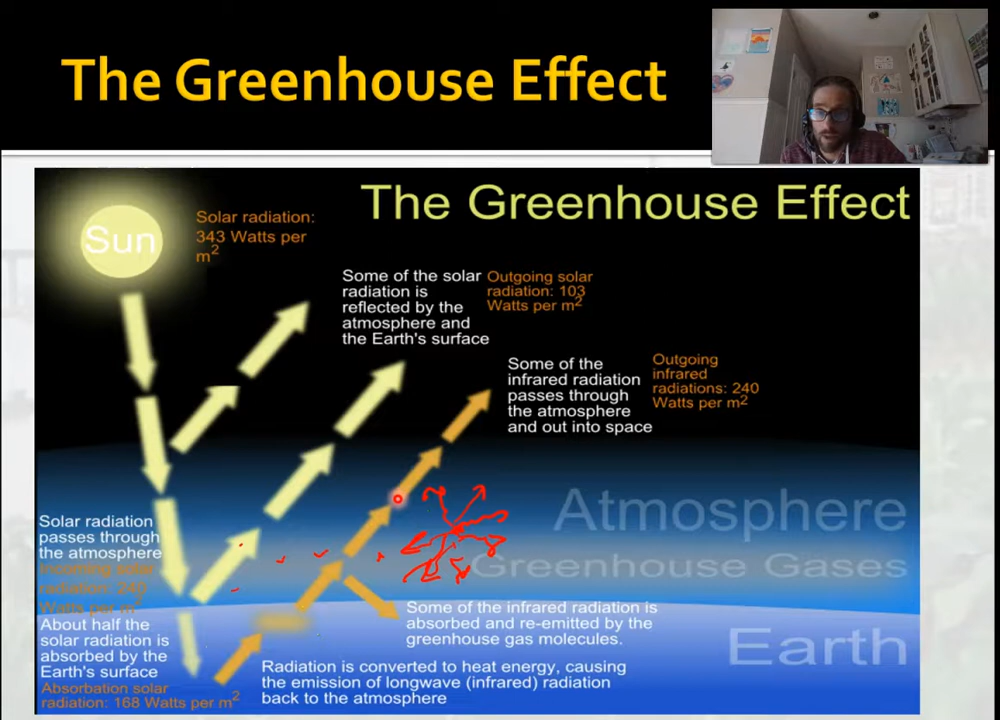 The Greenhouse Effect
The Greenhouse Effect
Sun
Solar radiation:
343 Watts per
m²
Some of the solar
radiation is
reflected by the
atmosphere and
the Earth's surface
Outgoing solar
radiation: 103
Watts per m²
Some of the
infrared radiation
passes through
the atmosphere
and out into space
Outgoing
infrared
radiations: 240
Watts per m²
Atmosphere
Greenhouse Gases
Solar radiation
passes through
the atmosphere
Incoming solar
radiation: 240
Watts per m²
About half the
solar radiation is
absorbed by the
Earth's surface
Absorbation solar
radiation: 168 Watts per m²
Some of the infrared radiation is
absorbed and re-emitted by the
greenhouse gas molecules.
Earth
Radiation is converted to heat energy, causing
the emission of longwave (infrared) radiation
back to the atmosphere